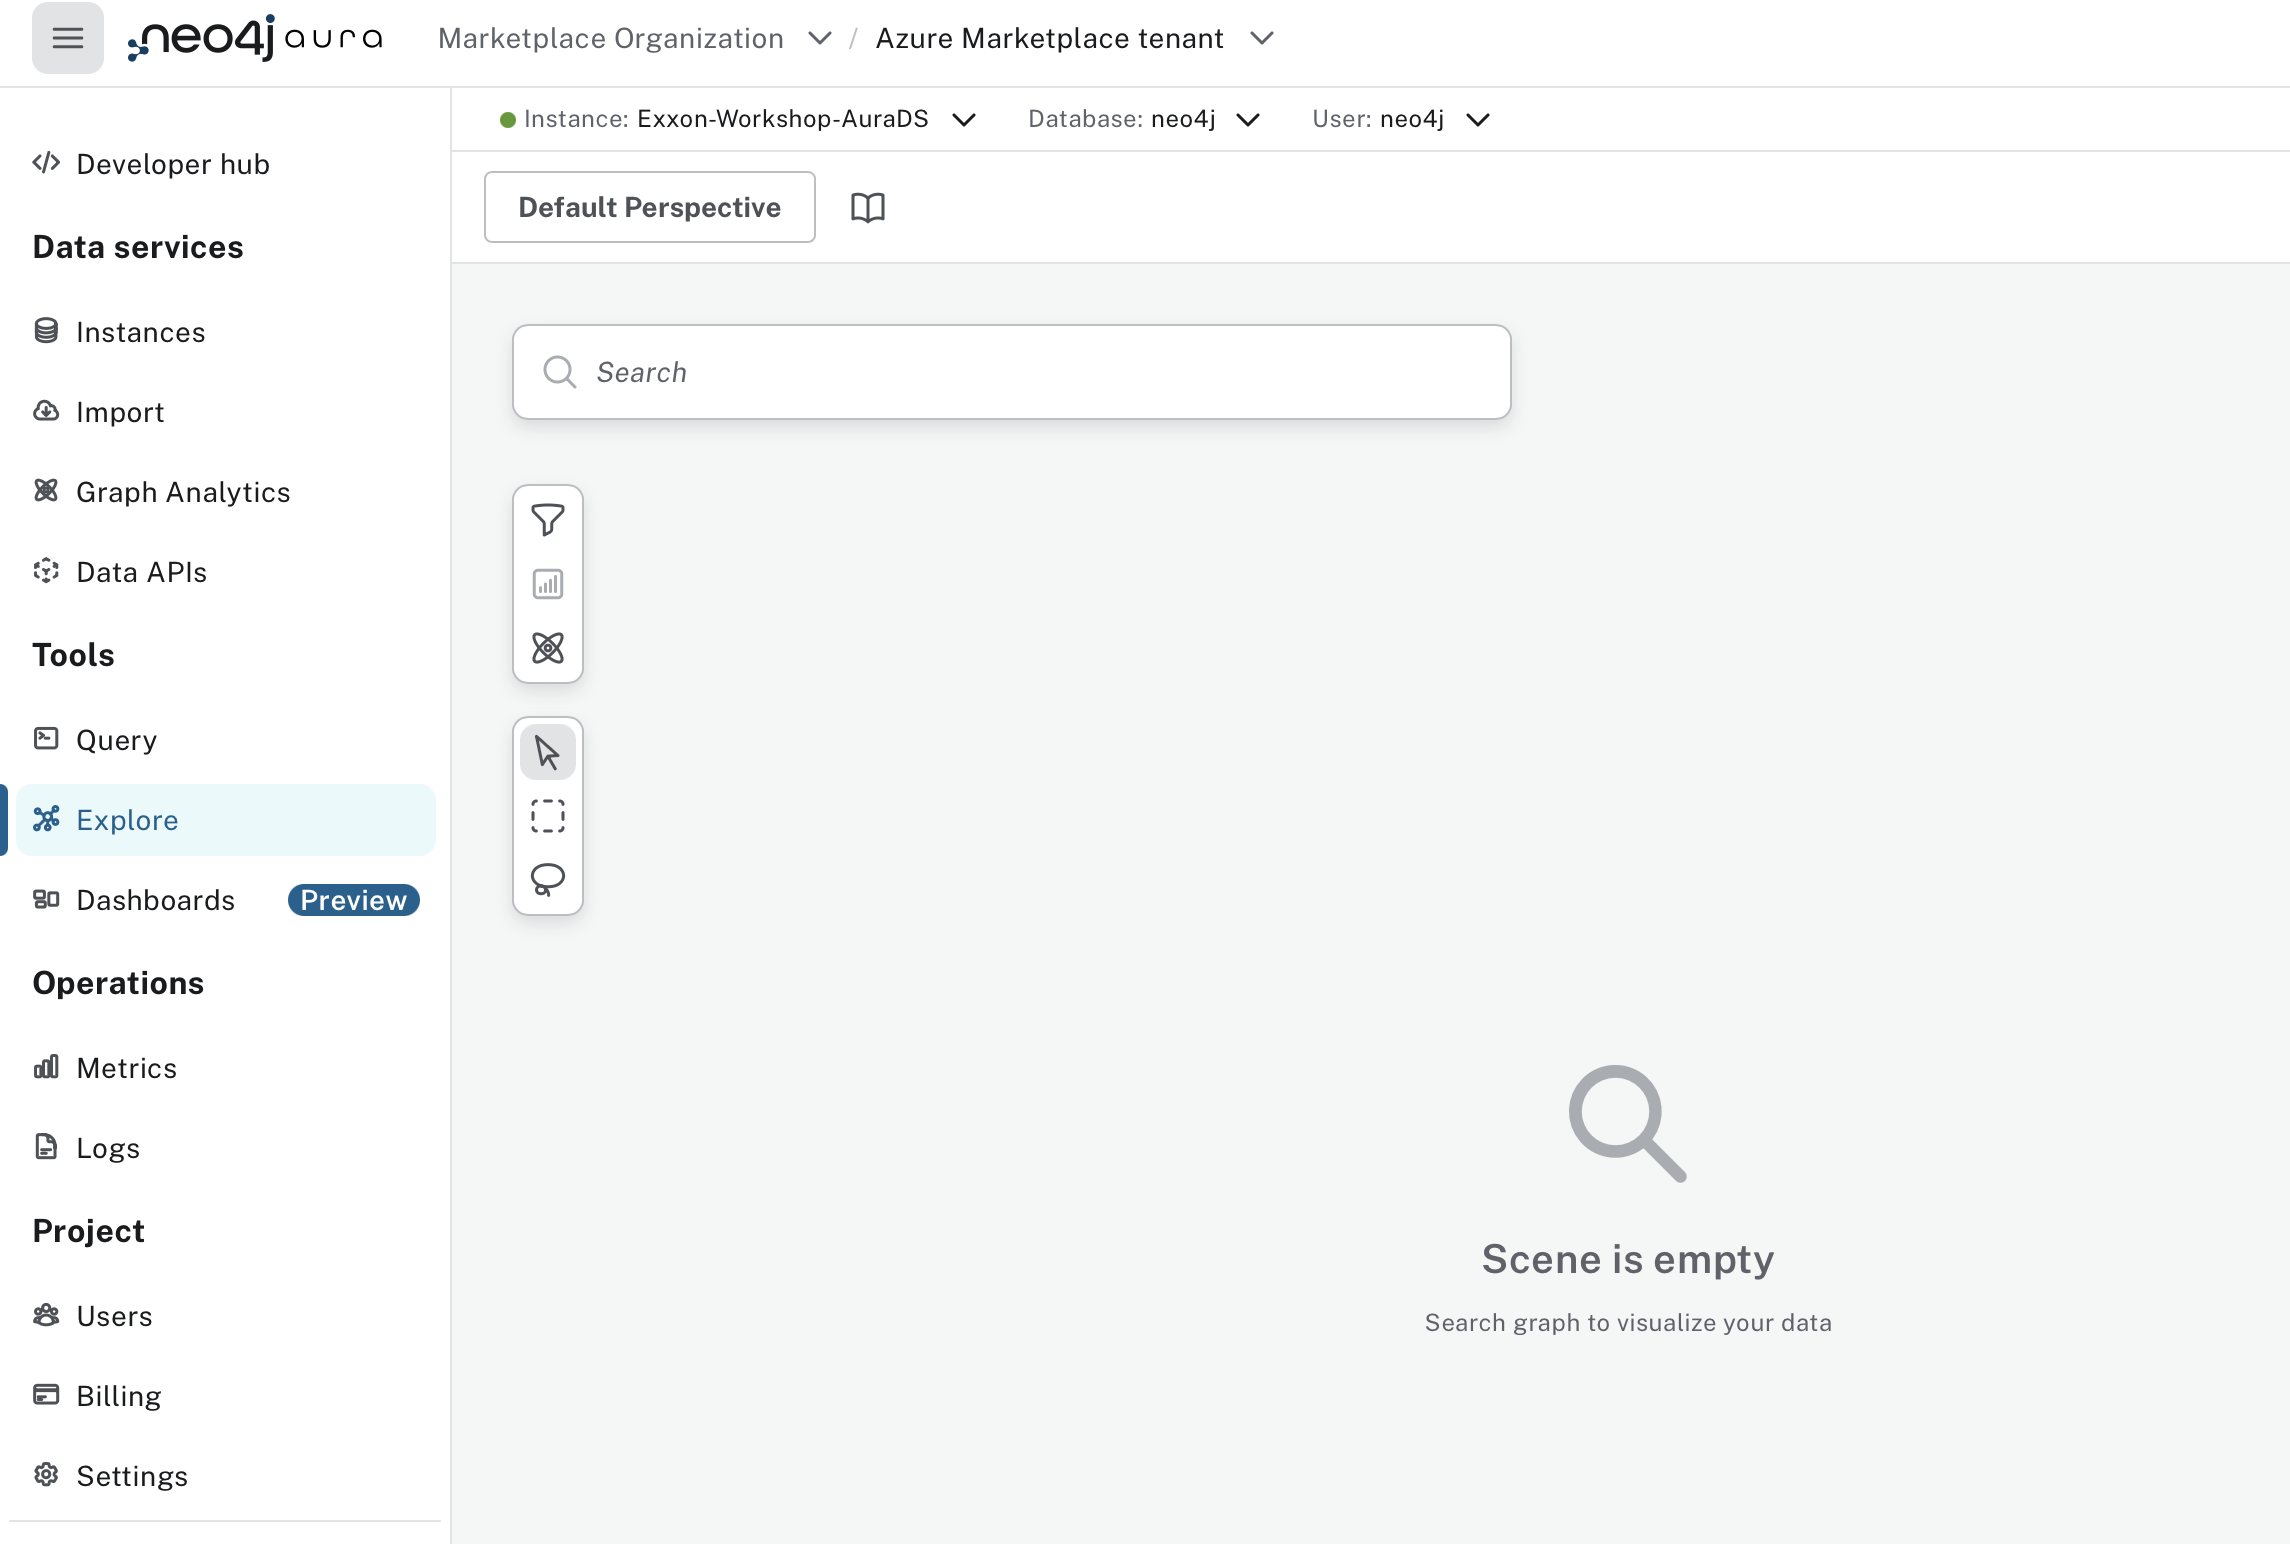 neo4j aura
Marketplace Organization / Azure Marketplace tenant
Instance: Exxon-Workshop-AuraDS Database: neo4j User: neo4j
Default Perspective
Developer hub
Data services
Instances
Import
Graph Analytics
Data APIs
Tools
Query
Explore
Dashboards Preview
Operations
Metrics
Logs
Project
Users
Billing
Settings
Search
Scene is empty
Search graph to visualize your data